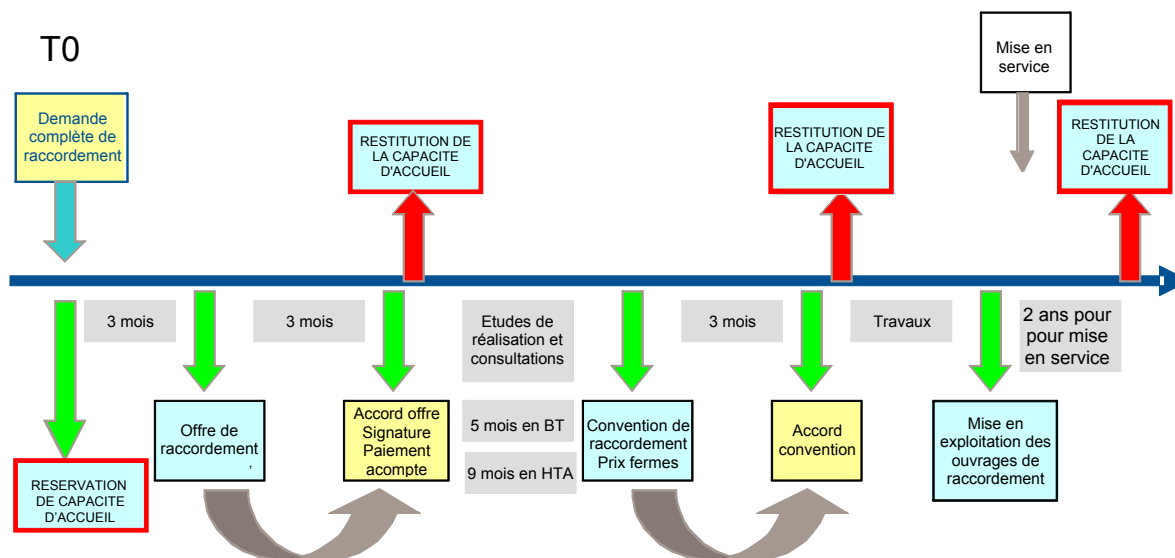 T0
Mise en
service
Demande
complète de
raccordement
RESTITUTION DE
LA CAPACITE
D'ACCUEIL
RESTITUTION DE
LA CAPACITE
D'ACCUEIL
RESTITUTION
DE LA
CAPACITE
D'ACCUEIL
3 mois
3 mois
Etudes de
réalisation et
consultations
3 mois
Travaux
2 ans pour
pour mise
en service
Offre de
raccordement
,
Accord offre
Signature
Paiement
acompte
5 mois en BT
9 mois en HTA
Convention de
raccordement
Prix fermes
Accord
convention
Mise en
exploitation des
ouvrages de
raccordement
RESERVATION
DE CAPACITE
D'ACCUEIL